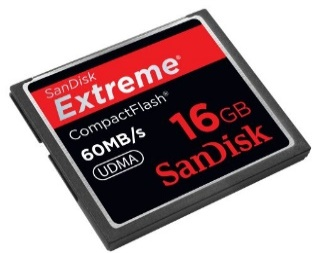 SanDisk
Extreme®
CompactFlash®
60MB/s 16GB
UDMA SanDisk